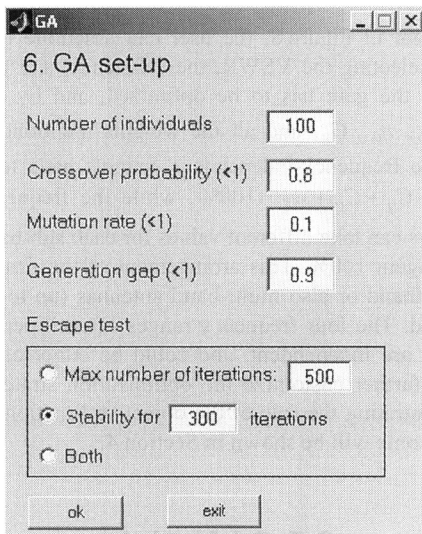 GA
6. GA set-up
Number of individuals 100
Crossover probability (<1) 0.8
Mutation rate (<1) 0.1
Generation gap (<1) 0.9
Escape test
Max number of iterations: 500
Stability for 300 iterations
Both
ok exit